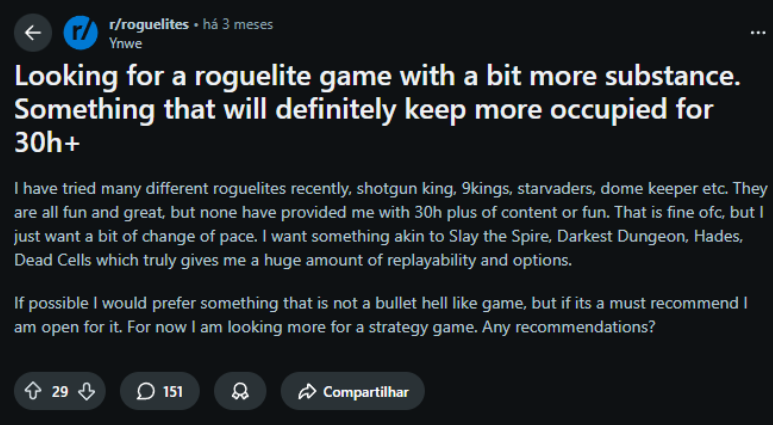 r/roguelites • há 3 meses
Ynwe
Looking for a roguelite game with a bit more substance.
Something that will definitely keep more occupied for
30h+
I have tried many different roguelites recently, shotgun king, 9kings, starvaders, dome keeper etc. They
are all fun and great, but none have provided me with 30h plus of content or fun. That is fine ofc, but I
just want a bit of change of pace. I want something akin to Slay the Spire, Darkest Dungeon, Hades,
Dead Cells which truly gives me a huge amount of replayability and options.
If possible I would prefer something that is not a bullet hell like game, but if its a must recommend I
am open for it. For now I am looking more for a strategy game. Any recommendations?
29 151 Compartilhar